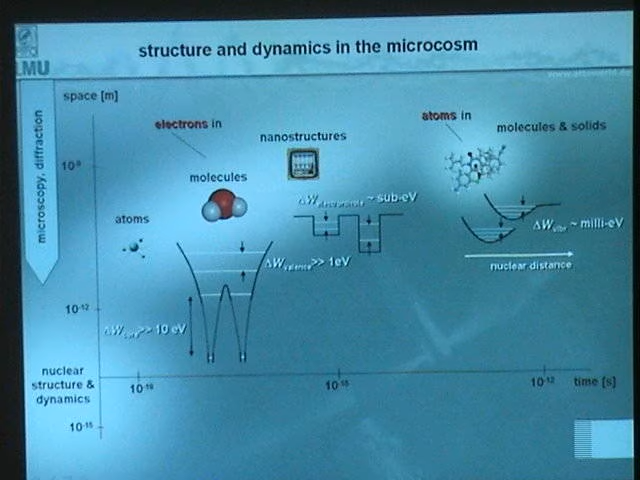 LMU
structure and dynamics in the microcosm
space [m]
microscopy, diffraction
electrons in
nanostructures
atoms in
molecules & solids
10⁻⁹
molecules
atoms
~ sub-eV
ΔW ~ milli-eV
ΔWvalence>> 1eV
nuclear distance
10⁻¹²
>> 10 eV
nuclear
structure &
dynamics
10⁻¹⁸
10⁻¹⁵
10⁻¹²
time [s]
10⁻¹⁵